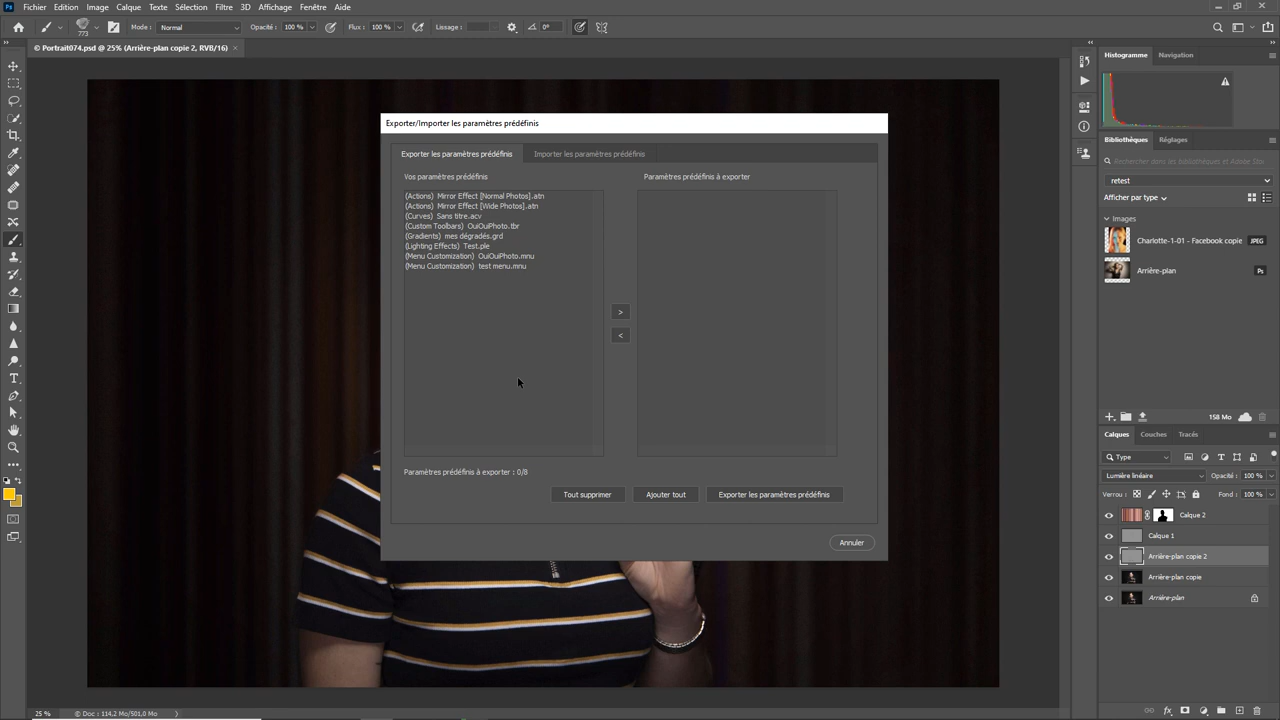 Ps Fichier Edition Image Calque Texte Sélection Filtre 3D Affichage Fenêtre Aide
773 Mode : Normal Opacité : 100 % Flux : 100 % Lissage : 0°
© Portrait074.psd @ 25% (Arrière-plan copie 2, RVB/16) ×
Exporter/Importer les paramètres prédéfinis
Exporter les paramètres prédéfinis Importer les paramètres prédéfinis
Vos paramètres prédéfinis Paramètres prédéfinis à exporter
(Actions) Mirror Effect [Normal Photos].atn
(Actions) Mirror Effect [Wide Photos].atn
(Curves) Sans titre.acv
(Custom Toolbars) OuiOuiPhoto.tbr
(Gradients) mes dégradés.grd
(Lighting Effects) Test.ple
(Menu Customization) OuiOuiPhoto.mnu
(Menu Customization) test menu.mnu
>
<
Paramètres prédéfinis à exporter : 0/8
Tout supprimer Ajouter tout Exporter les paramètres prédéfinis
Annuler
Histogramme Navigation
Bibliothèques Réglages
Rechercher dans les bibliothèques et Adobe Stoc
retest
Afficher par type
Images
Charlotte-1-01 - Facebook copie JPEG
Arrière-plan Ps
158 Mo
Calques Couches Tracés
Type
Lumière linéaire Opacité : 100 %
Verrou : Fond : 100 %
Calque 2
Calque 1
Arrière-plan copie 2
Arrière-plan copie
Arrière-plan
25 % © Doc : 114,2 Mo/501,0 Mo